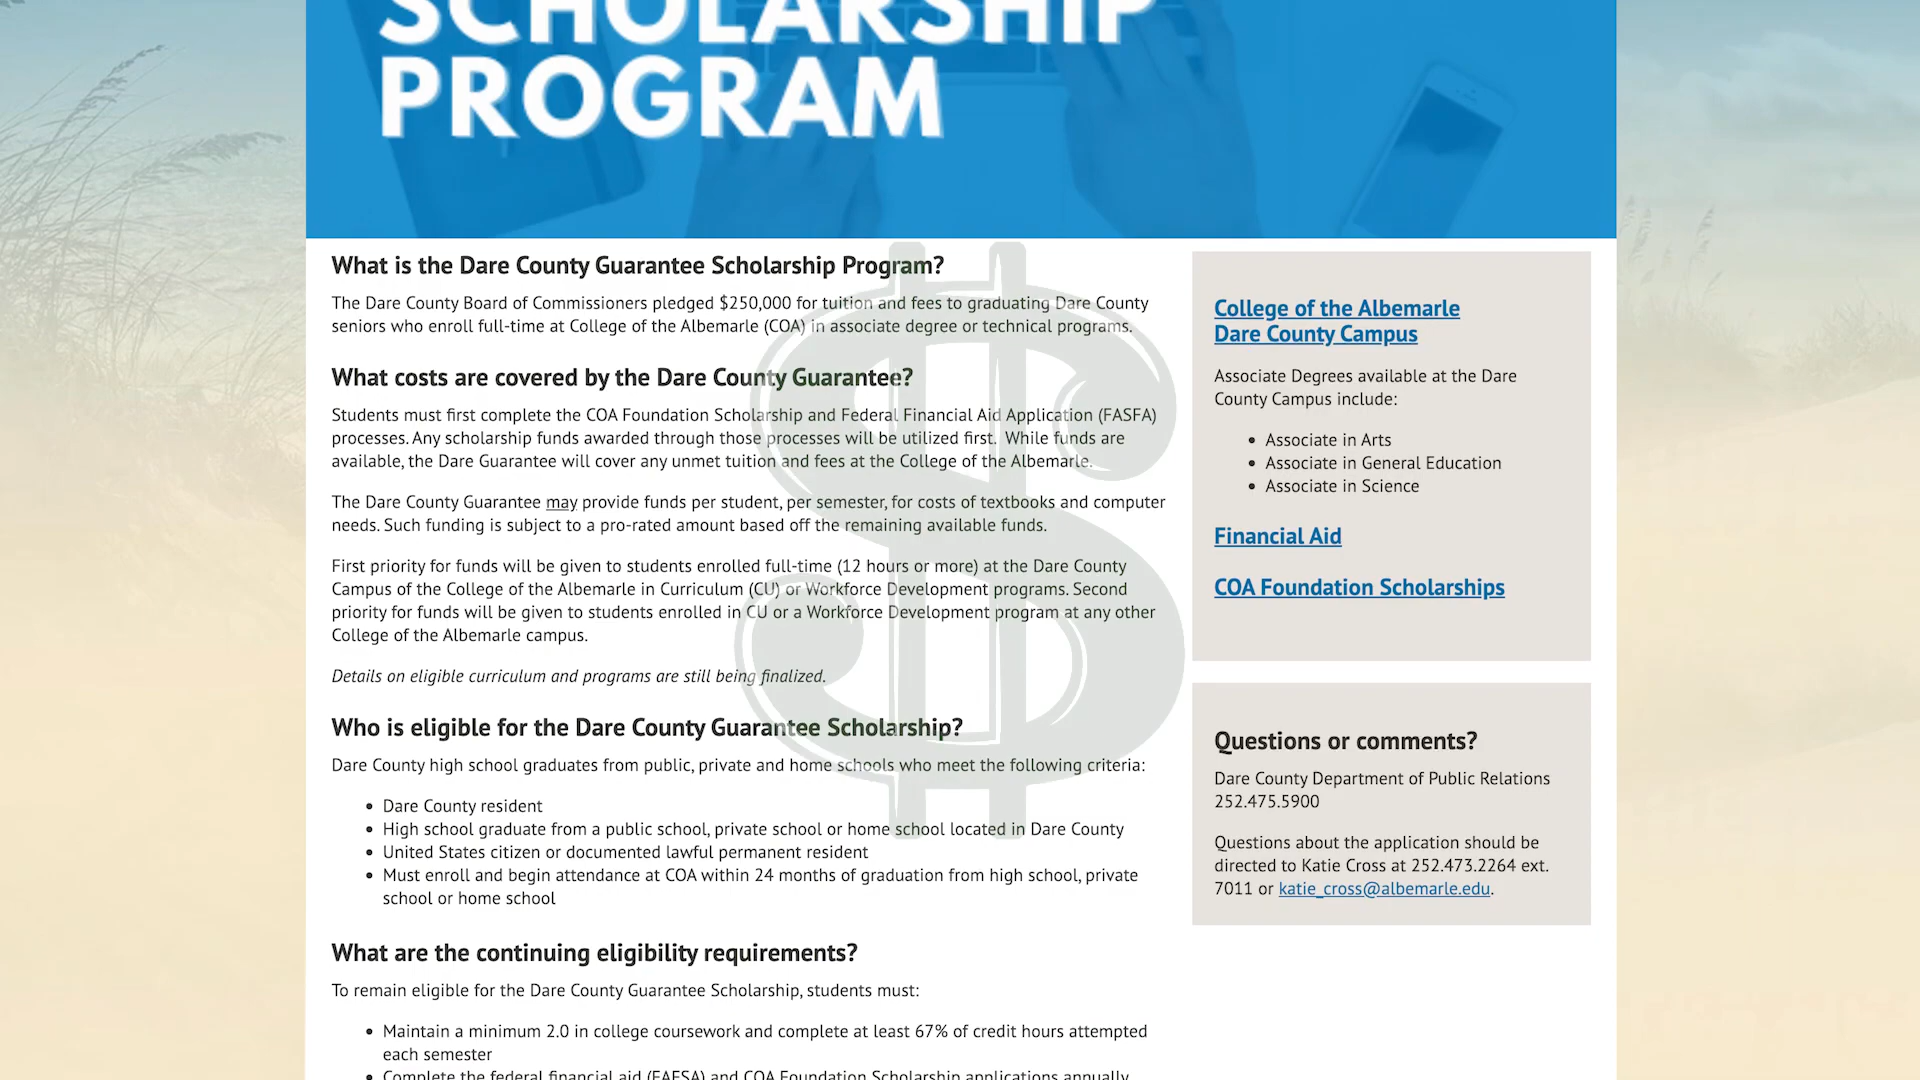 SCHOLARSHIP
PROGRAM
What is the Dare County Guarantee Scholarship Program?
The Dare County Board of Commissioners pledged $250,000 for tuition and fees to graduating Dare County
seniors who enroll full-time at College of the Albemarle (COA) in associate degree or technical programs.
What costs are covered by the Dare County Guarantee?
Students must first complete the COA Foundation Scholarship and Federal Financial Aid Application (FASFA)
processes. Any scholarship funds awarded through those processes will be utilized first. While funds are
available, the Dare Guarantee will cover any unmet tuition and fees at the College of the Albemarle.
The Dare County Guarantee may provide funds per student, per semester, for costs of textbooks and computer
needs. Such funding is subject to a pro-rated amount based off the remaining available funds.
First priority for funds will be given to students enrolled full-time (12 hours or more) at the Dare County
Campus of the College of the Albemarle in Curriculum (CU) or Workforce Development programs. Second
priority for funds will be given to students enrolled in CU or a Workforce Development program at any other
College of the Albemarle campus.
Details on eligible curriculum and programs are still being finalized.
Who is eligible for the Dare County Guarantee Scholarship?
Dare County high school graduates from public, private and home schools who meet the following criteria:
• Dare County resident
• High school graduate from a public school, private school or home school located in Dare County
• United States citizen or documented lawful permanent resident
• Must enroll and begin attendance at COA within 24 months of graduation from high school, private
school or home school
What are the continuing eligibility requirements?
To remain eligible for the Dare County Guarantee Scholarship, students must:
• Maintain a minimum 2.0 in college coursework and complete at least 67% of credit hours attempted
each semester
• Complete the federal financial aid (FAFSA) and COA Foundation Scholarship applications annually
College of the Albemarle
Dare County Campus
Associate Degrees available at the Dare
County Campus include:
• Associate in Arts
• Associate in General Education
• Associate in Science
Financial Aid
COA Foundation Scholarships
Questions or comments?
Dare County Department of Public Relations
252.475.5900
Questions about the application should be
directed to Katie Cross at 252.473.2264 ext.
7011 or katie_cross@albemarle.edu.
$